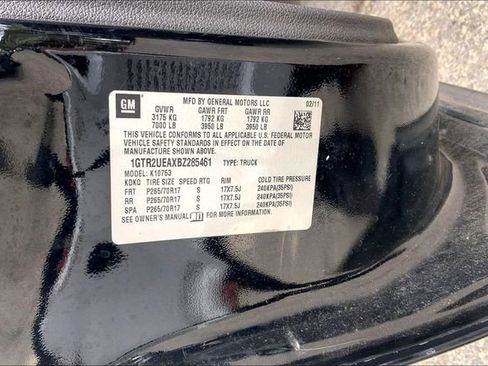 GM
MFD BY GENERAL MOTORS LLC 02/11
GVWR GAWR FRT GAWR RR
3175 KG 1792 KG 1792 KG
7000 LB 3950 LB 3950 LB
THIS VEHICLE CONFORMS TO ALL APPLICABLE U.S. FEDERAL MOTOR
VEHICLE SAFETY STANDARDS IN EFFECT ON THE DATE OF
MANUFACTURE SHOWN ABOVE.
1GTR2UEAXBZ285461 TYPE: TRUCK
MODEL: K10753
KDKQ TIRE SIZE SPEED RTG RIM COLD TIRE PRESSURE
FRT P255/70R17 S 17X7.5J 240KPA(35PSI)
RR P265/70R17 S 17X7.5J 240KPA(35PSI)
SPA P265/70R17 S 17X7.5J 240KPA(35PSI)
SEE OWNER'S MANUAL FOR MORE INFORMATION.